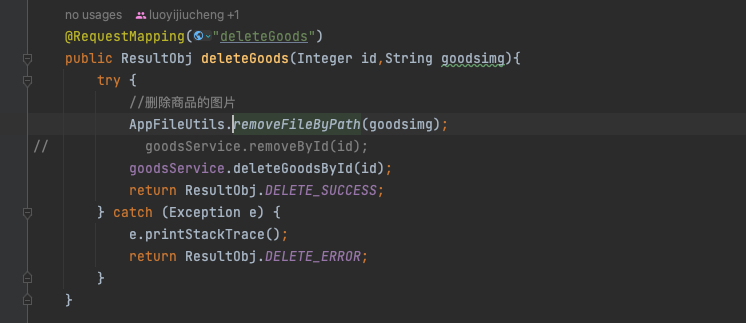 no usages luoyijiucheng +1
@RequestMapping("deleteGoods")
public ResultObj deleteGoods(Integer id,String goodsimg){
try {
//删除商品的图片
AppFileUtils.removeFileByPath(goodsimg);
// goodsService.removeById(id);
goodsService.deleteGoodsById(id);
return ResultObj.DELETE_SUCCESS;
} catch (Exception e) {
e.printStackTrace();
return ResultObj.DELETE_ERROR;
}
}